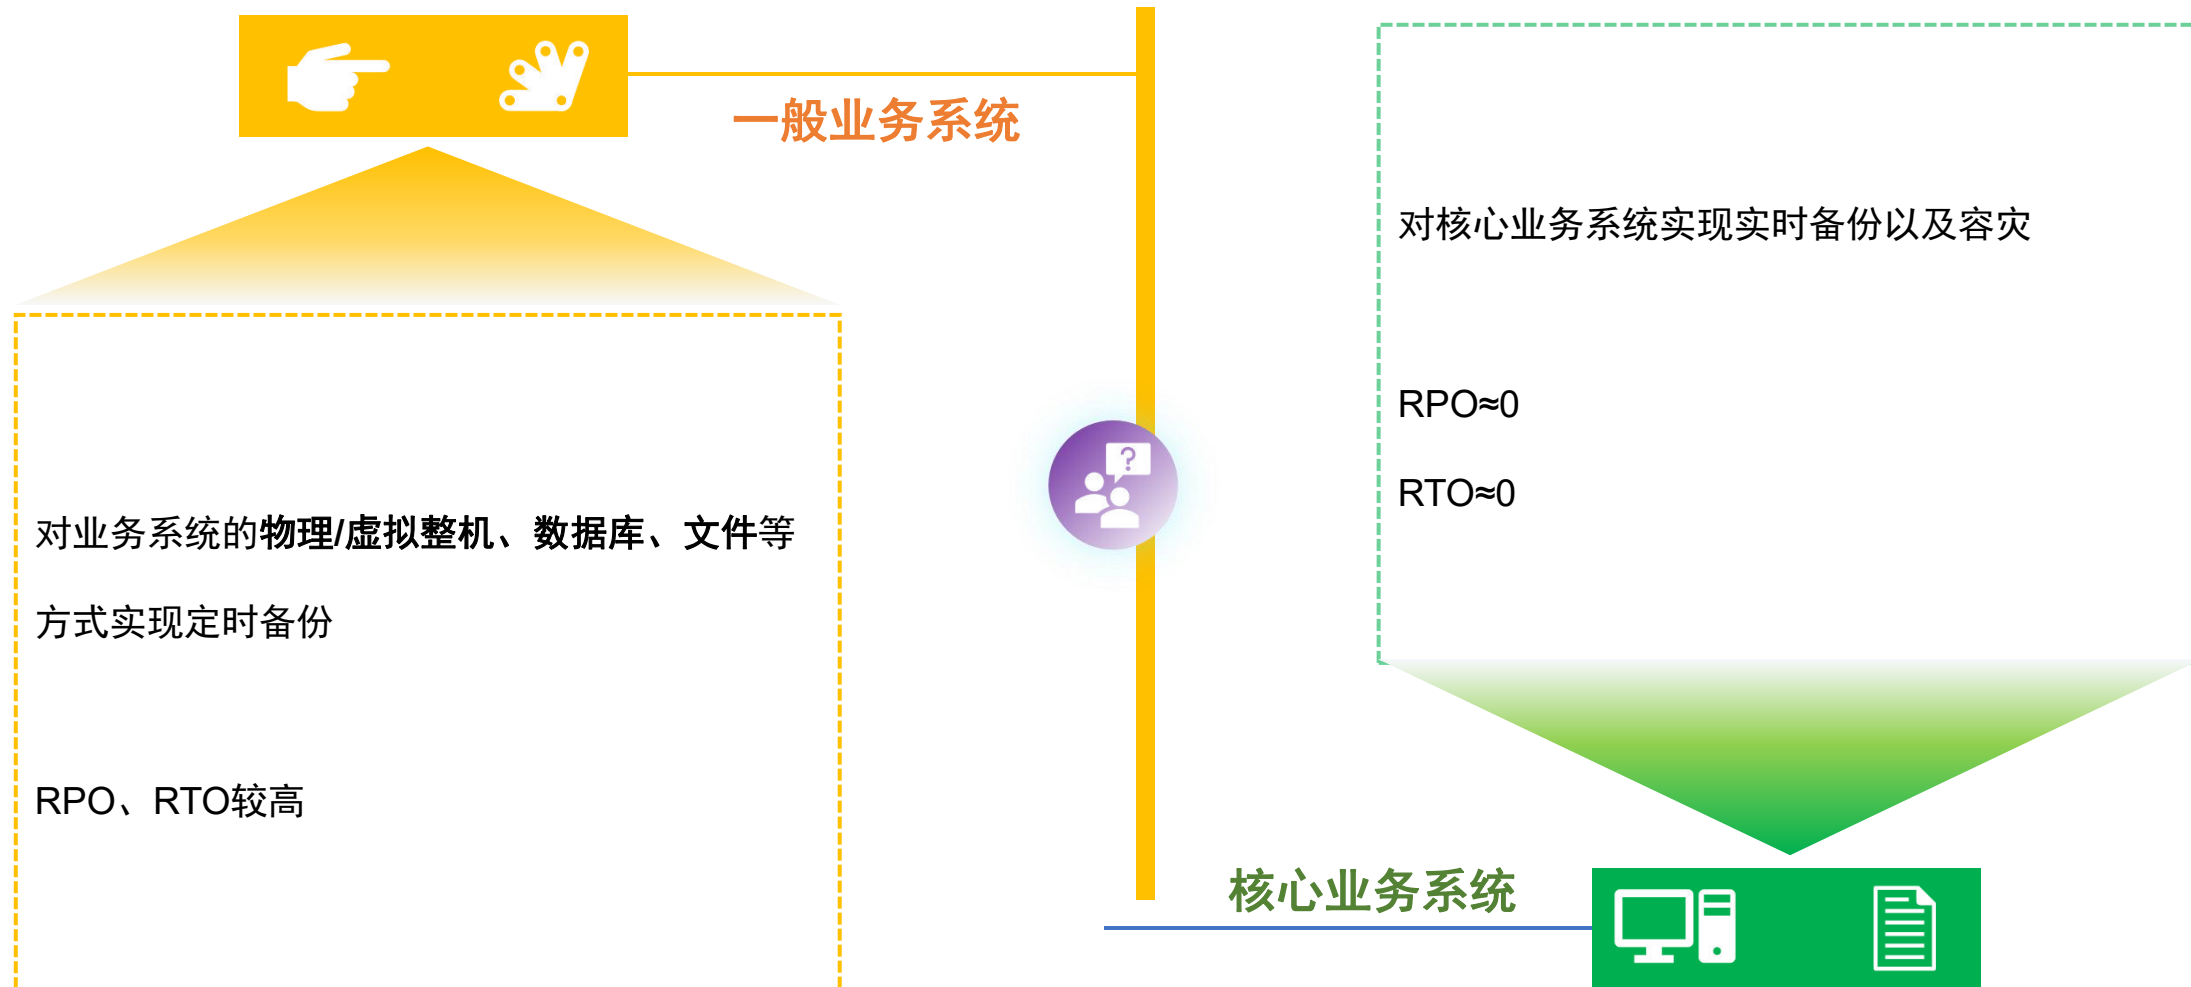 一般业务系统
对业务系统的物理/虚拟整机、数据库、文件等
方式实现定时备份
RPO、RTO较高
对核心业务系统实现实时备份以及容灾
RPO≈0
RTO≈0
核心业务系统
?